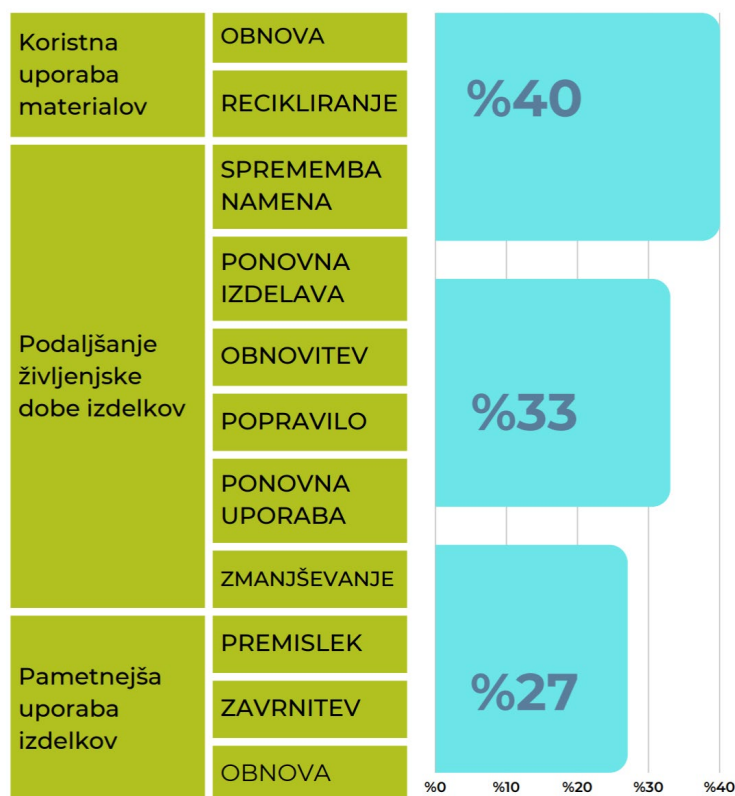 Koristna
uporaba
materialov
OBNOVA
RECIKLIRANJE
%40
Podaljšanje
življenjske
dobe izdelkov
SPREMEMBA
NAMENA
PONOVNA
IZDELAVA
OBNOVITEV
POPRAVILO
PONOVNA
UPORABA
ZMANJŠEVANJE
%33
Pametnejša
uporaba
izdelkov
PREMISLEK
ZAVRNITEV
OBNOVA
%27
%0 %10 %20 %30 %40